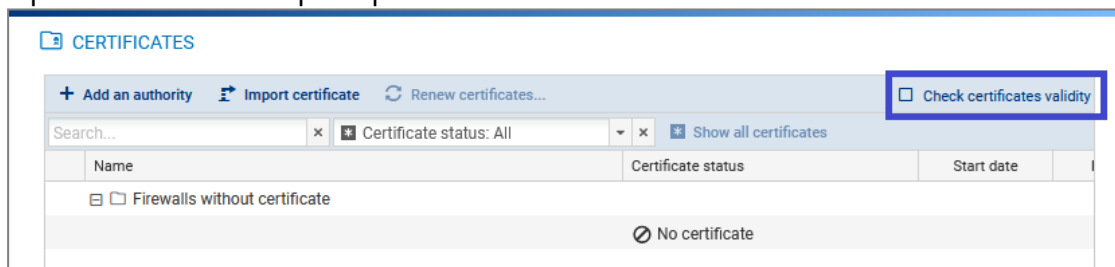 CERTIFICATES
+ Add an authority Import certificate Renew certificates... Check certificates validity
Search... × Certificate status: All × Show all certificates
Name Certificate status Start date
Firewalls without certificate
No certificate